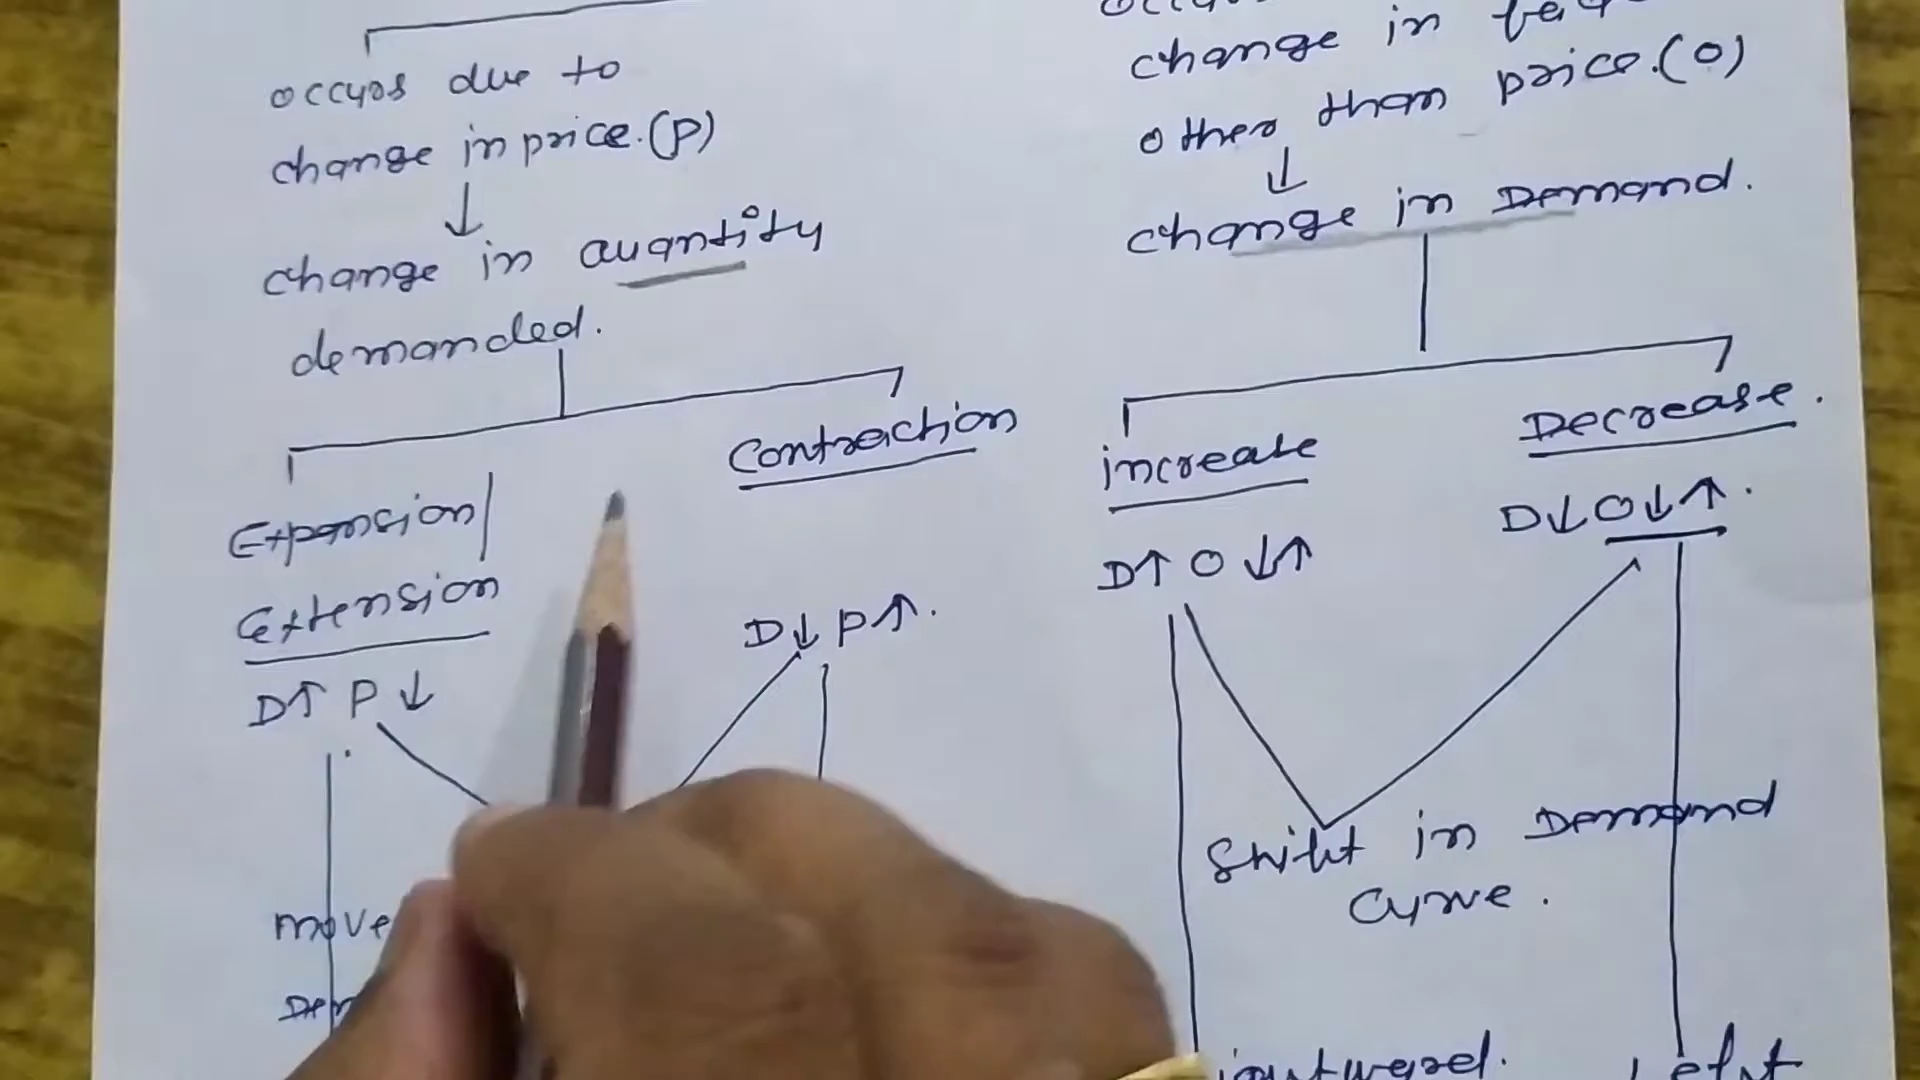 occurs due to
change in price.(P)
↓
change in quantity
demanded.
Expansion/
Extension
D↑ P↓
Contraction
D↓ P↑.
change in
other than price.(O)
↓
change in Demand.
increase
D↑ O ↓↑
Decrease.
D↓ O↓↑.
Shift in Demand
Curve.